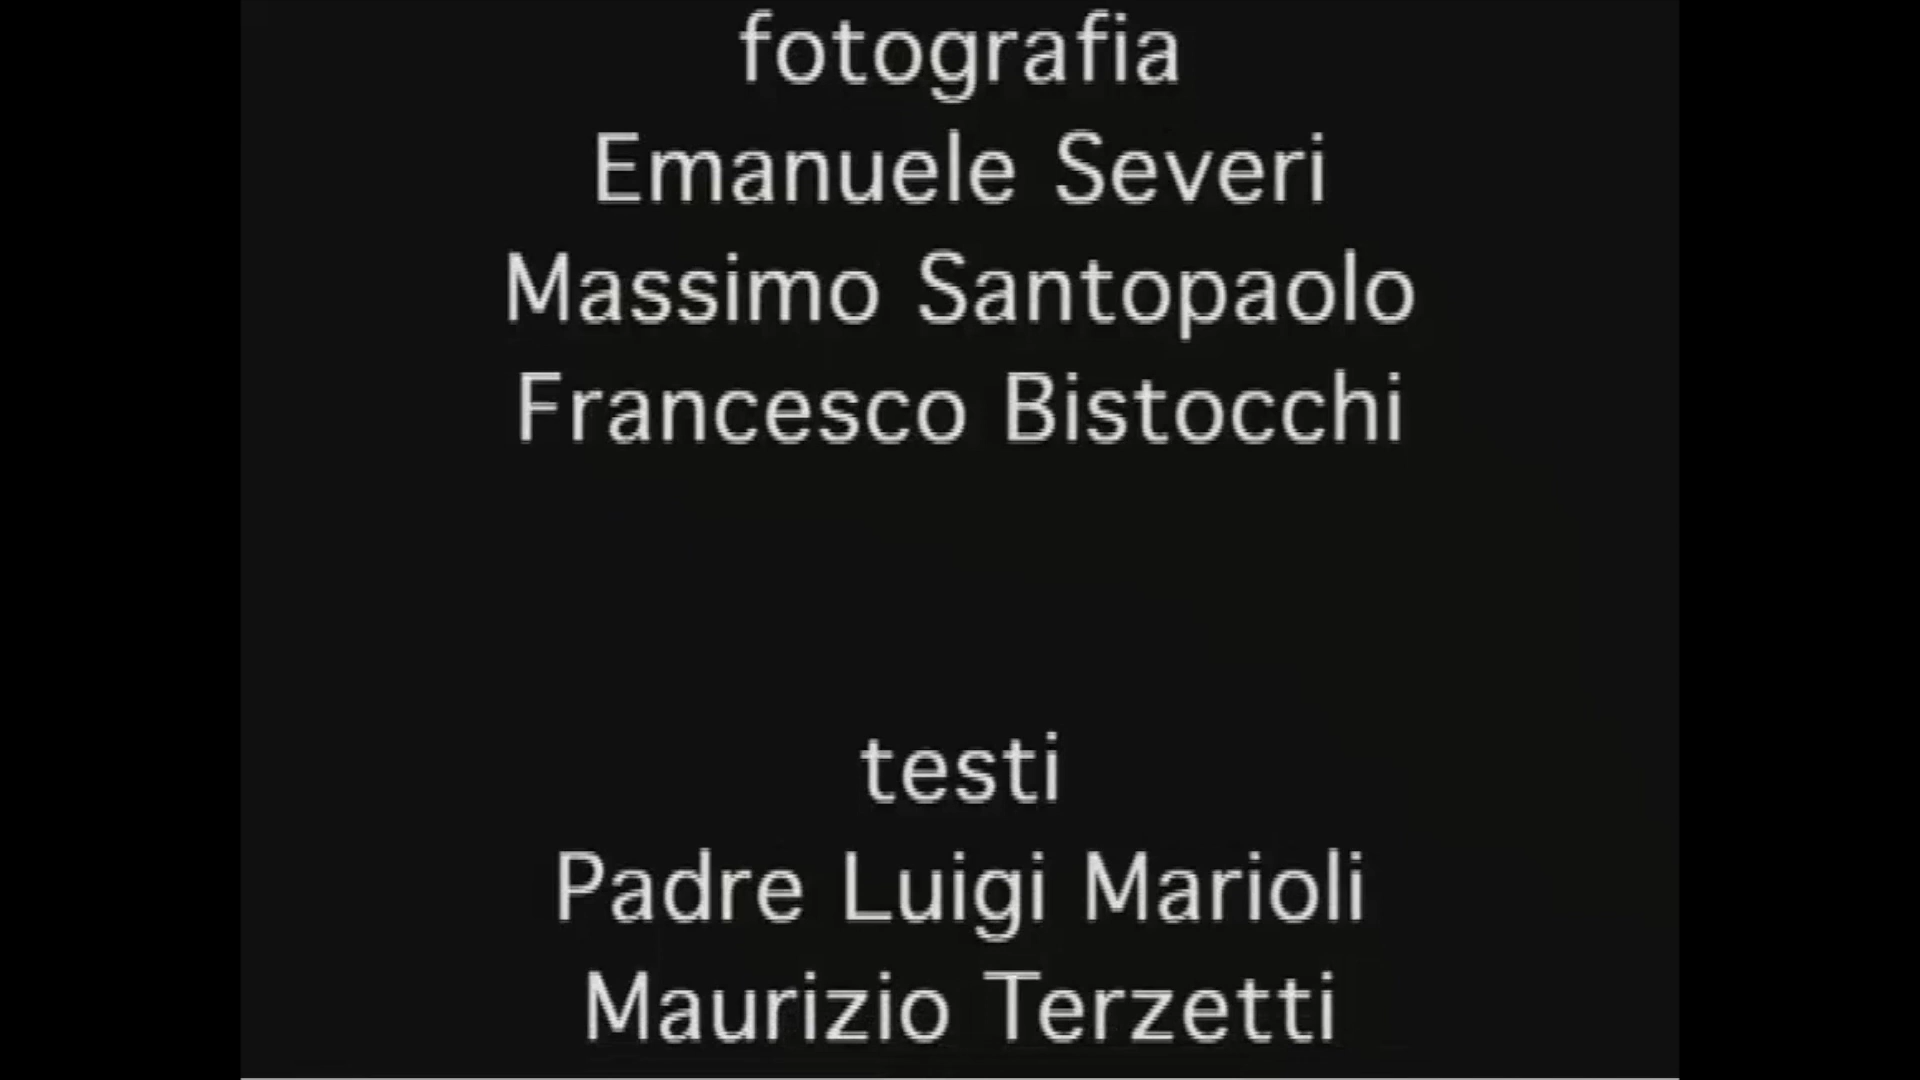 fotografia
Emanuele Severi
Massimo Santopaolo
Francesco Bistocchi
testi
Padre Luigi Marioli
Maurizio Terzetti